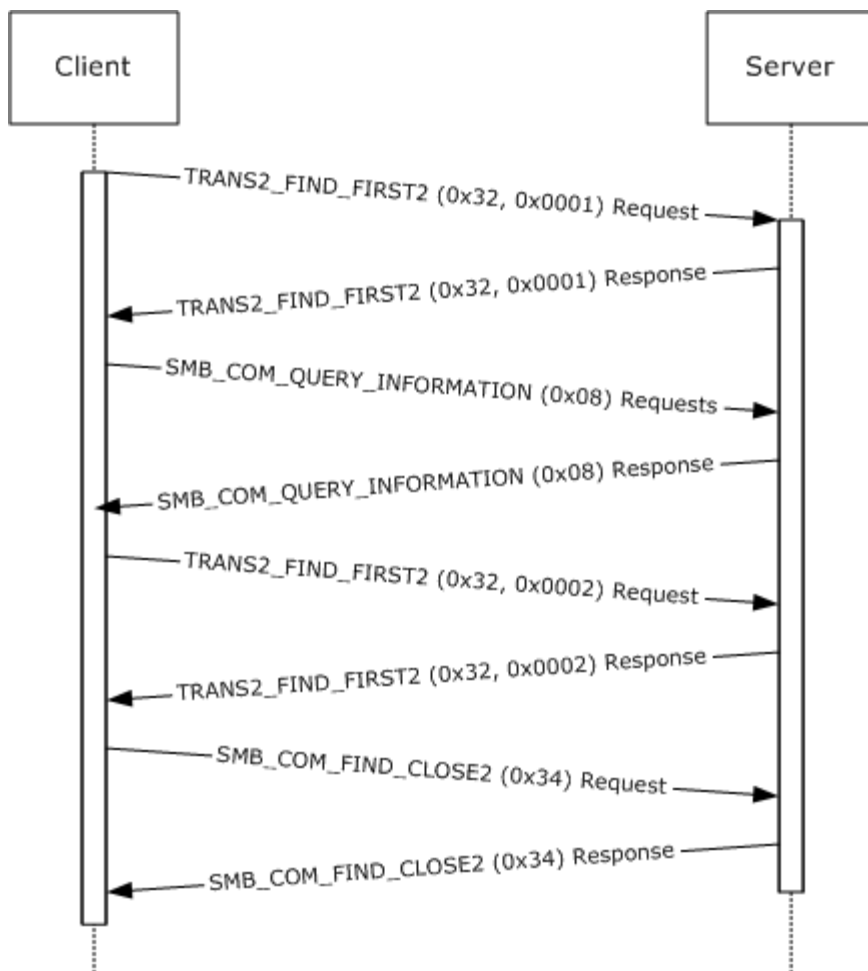 Client
Server
TRANS2_FIND_FIRST2 (0x32, 0x0001) Request
TRANS2_FIND_FIRST2 (0x32, 0x0001) Response
SMB_COM_QUERY_INFORMATION (0x08) Requests
SMB_COM_QUERY_INFORMATION (0x08) Response
TRANS2_FIND_FIRST2 (0x32, 0x0002) Request
TRANS2_FIND_FIRST2 (0x32, 0x0002) Response
SMB_COM_FIND_CLOSE2 (0x34) Request
SMB_COM_FIND_CLOSE2 (0x34) Response